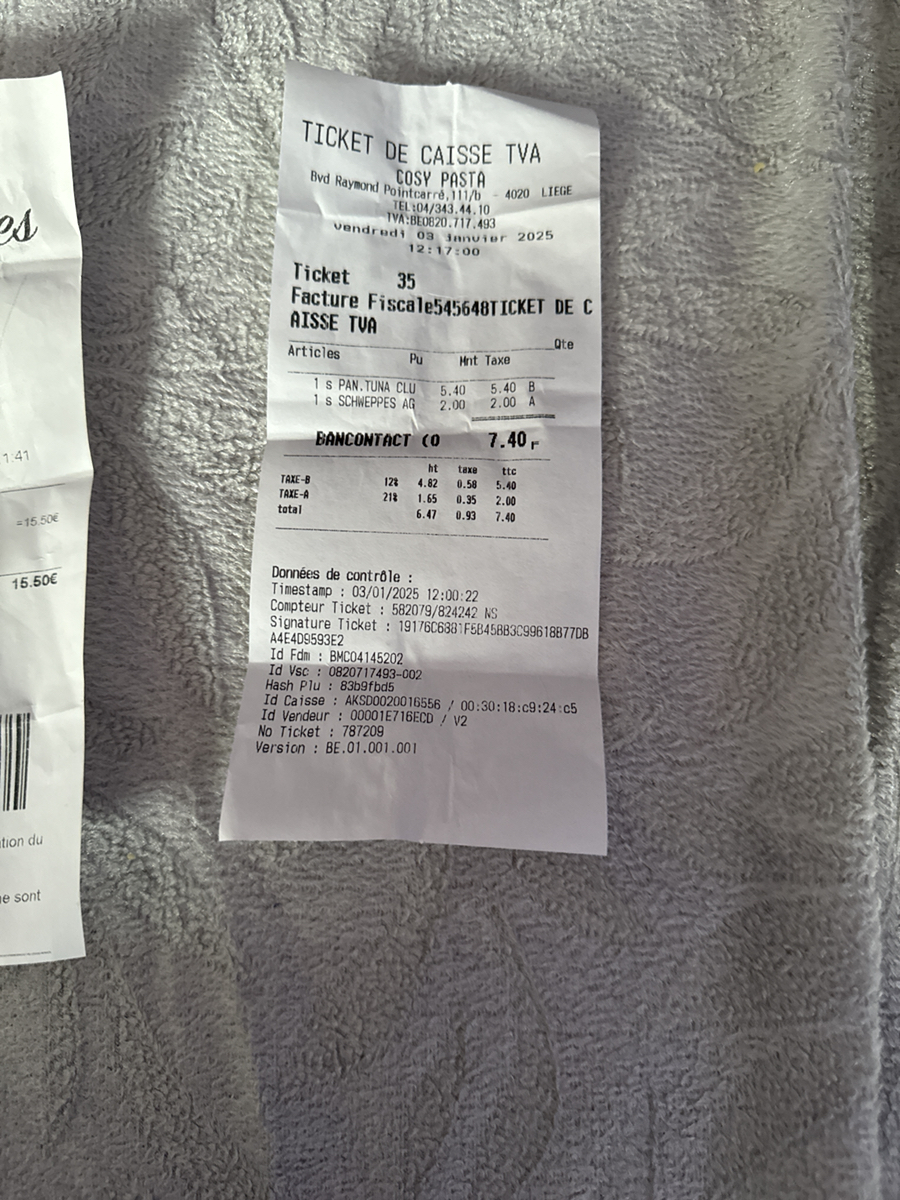 es
1:41
=15.50€
15.50€
tion du
e sont
TICKET DE CAISSE TVA
COSY PASTA
Bvd Raymond Pointcarré,111/b - 4020 LIEGE
TEL:04/343.44.10
TVA:BE0820.717.493
Vendredi 03 Janvier 2025
12:17:00
Ticket 35
Facture Fiscale545648TICKET DE C
AISSE TVA
Qte
Articles Pu Mnt Taxe
1 s PAN.TUNA CLU 5.40 5.40 B
1 s SCHWEPPES AG 2.00 2.00 A
BANCONTACT CO 7.40
ht taxe ttc
TAXE-B 12% 4.82 0.58 5.40
TAXE-A 21% 1.65 0.35 2.00
total 6.47 0.93 7.40
Données de contrôle :
Timestamp : 03/01/2025 12:00:22
Compteur Ticket : 582079/824242 NS
Signature Ticket : 19176C6881F5B45BB3C99618B77DB
A4E4D9593E2
Id Fdm : BMC04145202
Id Vsc : 0820717493-002
Hash Plu : 83b9fbd5
Id Caisse : AKSD0020016556 / 00:30:18:c9:24:c5
Id Vendeur : 00001E716ECD / V2
No Ticket : 787209
Version : BE.01.001.001